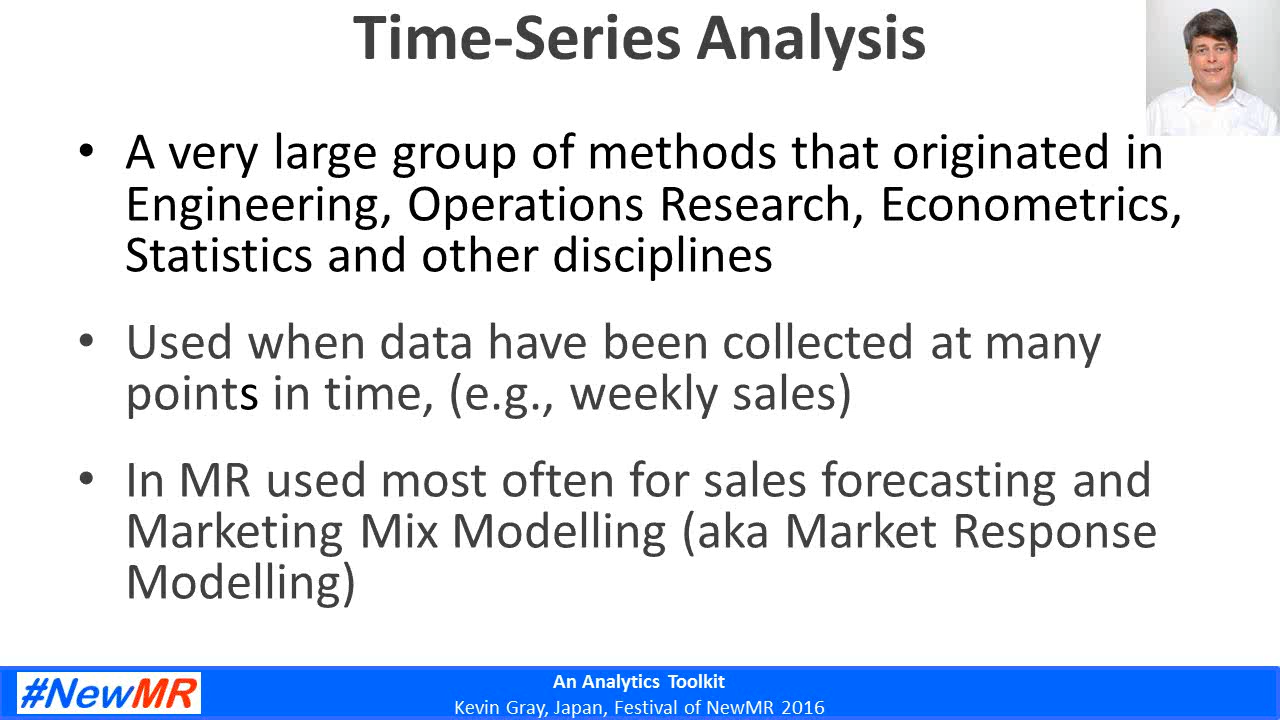 Time-Series Analysis
• A very large group of methods that originated in
Engineering, Operations Research, Econometrics,
Statistics and other disciplines
• Used when data have been collected at many
points in time, (e.g., weekly sales)
• In MR used most often for sales forecasting and
Marketing Mix Modelling (aka Market Response
Modelling)
#NewMR
An Analytics Toolkit
Kevin Gray, Japan, Festival of NewMR 2016